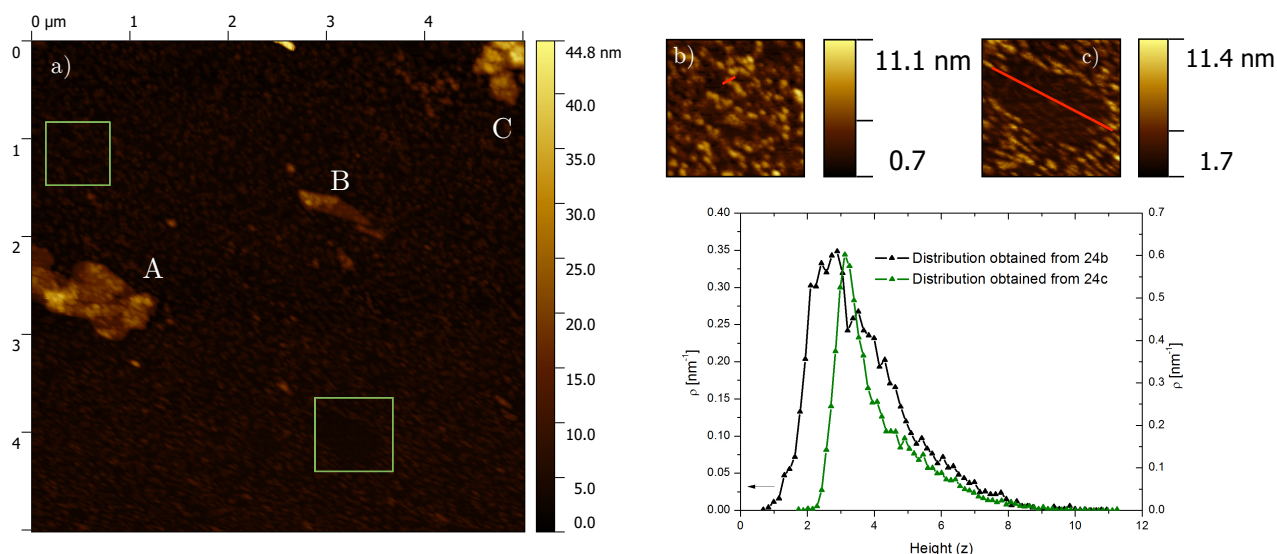 0 µm 1 2 3 4
0
1
2
3
4
a)
A
B
C
44.8 nm
40.0
35.0
30.0
25.0
20.0
15.0
10.0
5.0
0.0
b)
11.1 nm
0.7
c)
11.4 nm
1.7
0.40
0.35
0.30
0.25
0.20
0.15
0.10
0.05
0.00
ρ [nm⁻¹]
Distribution obtained from 24b
Distribution obtained from 24c
0.7
0.6
0.5
0.4
0.3
0.2
0.1
0.0
ρ [nm⁻¹]
0 2 4 6 8 10 12
Height (z)